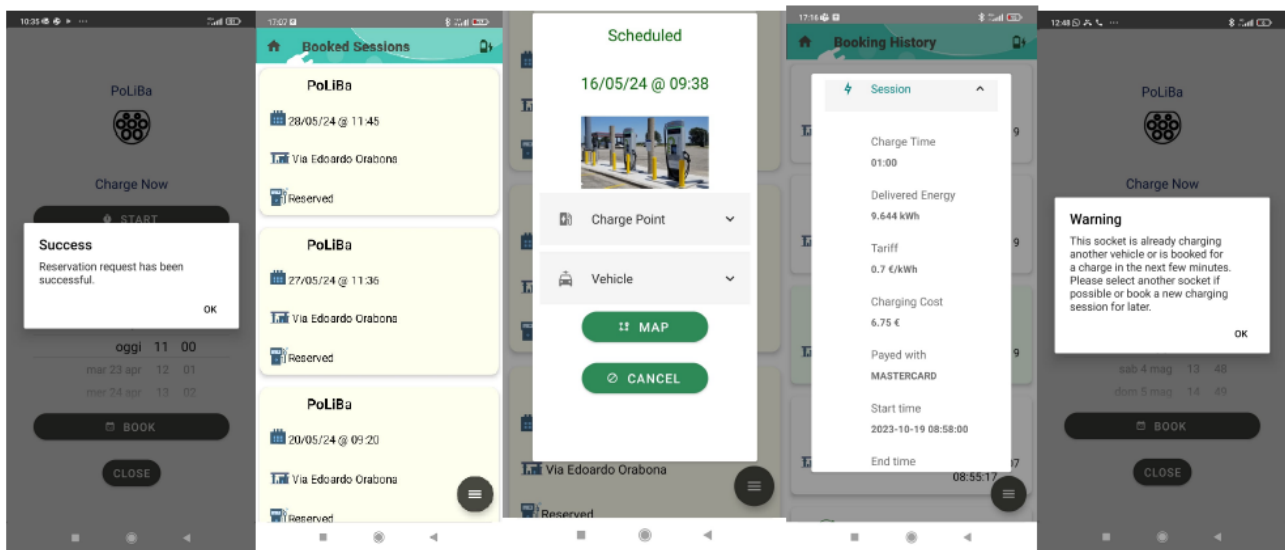 10:35
PoLiBa
Charge Now
START
Success
Reservation request has been
successful.
OK
oggi 11 00
mar 23 apr 12 01
mer 24 apr 13 02
BOOK
CLOSE
17:07
Booked Sessions
PoLiBa
28/05/24 @ 11:45
Via Edoardo Orabona
Reserved
PoLiBa
27/05/24 @ 11:36
Via Edoardo Orabona
Reserved
PoLiBa
20/05/24 @ 09:20
Via Edoardo Orabona
Reserved
Scheduled
16/05/24 @ 09:38
Charge Point
Vehicle
MAP
CANCEL
Via Edoardo Orabona
Reserved
17:16
Booking History
Session
Charge Time
01:00
Delivered Energy
9.644 kWh
Tariff
0.7 €/kWh
Charging Cost
6.75 €
Payed with
MASTERCARD
Start time
2023-10-19 08:58:00
End time
9
9
9
07
08:55:17
12:48
PoLiBa
Charge Now
Warning
This socket is already charging
another vehicle or is booked for
a charge in the next few minutes.
Please select another socket if
possible or book a new charging
session for later.
OK
sab 4 mag 13 48
dom 5 mag 14 49
BOOK
CLOSE